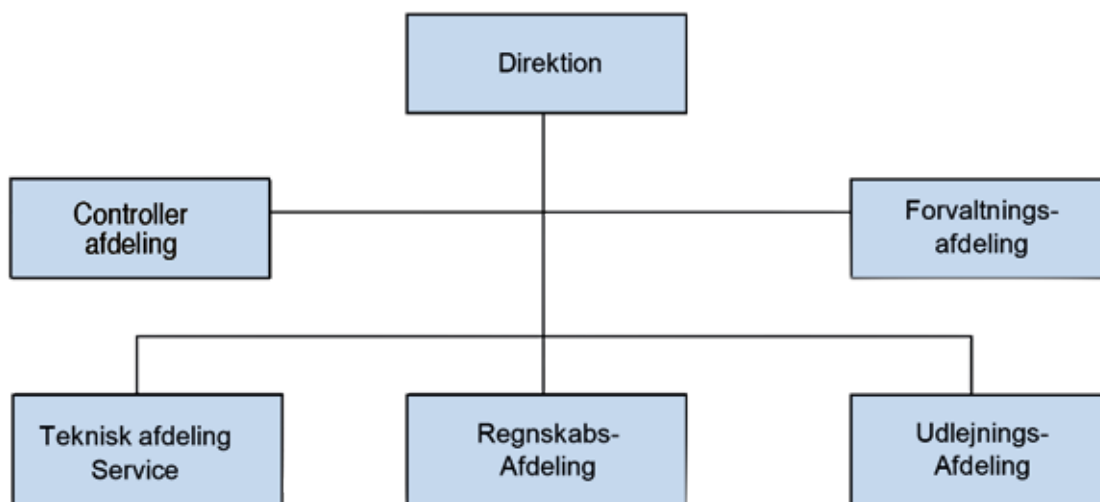 Direktion
Controller
afdeling
Forvaltnings-
afdeling
Teknisk afdeling
Service
Regnskabs-
Afdeling
Udlejnings-
Afdeling